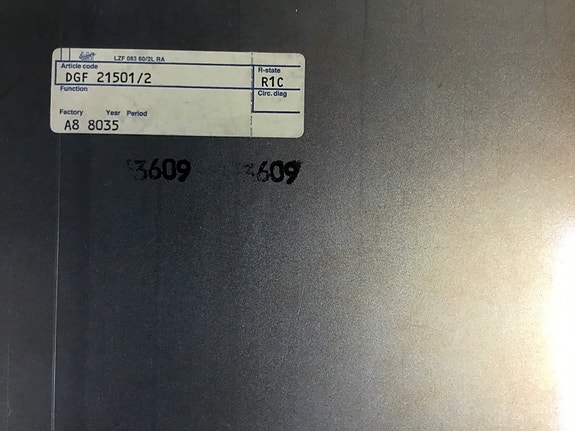 LZF 083 60/2L RA
Article code
R-state
DGF 21501/2
R1C
Function
Circ. diag
Factory Year Period
A8 8035
3609 3609